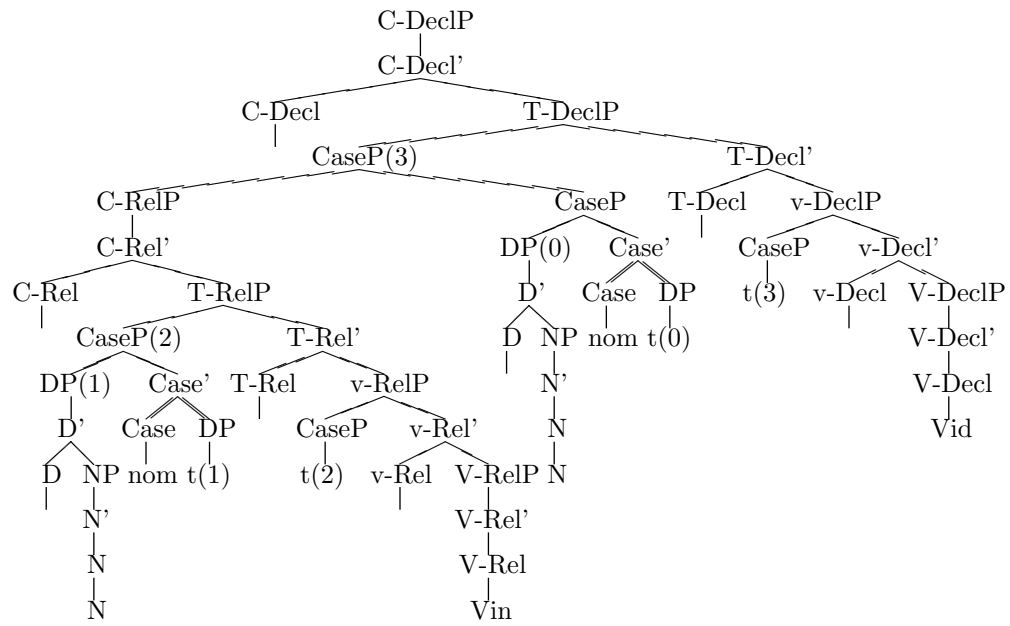 C-DeclP
C-Decl'
C-Decl T-DeclP
CaseP(3) T-Decl'
C-RelP CaseP T-Decl v-DeclP
C-Rel' DP(0) Case' CaseP v-Decl'
C-Rel T-RelP D' Case DP t(3) v-Decl V-DeclP
CaseP(2) T-Rel' D NP nom t(0) V-Decl'
DP(1) Case' T-Rel v-RelP N' V-Decl
D' Case DP CaseP v-Rel' N Vid
D NP nom t(1) t(2) v-Rel V-RelP N
N' V-Rel'
N V-Rel
N Vin